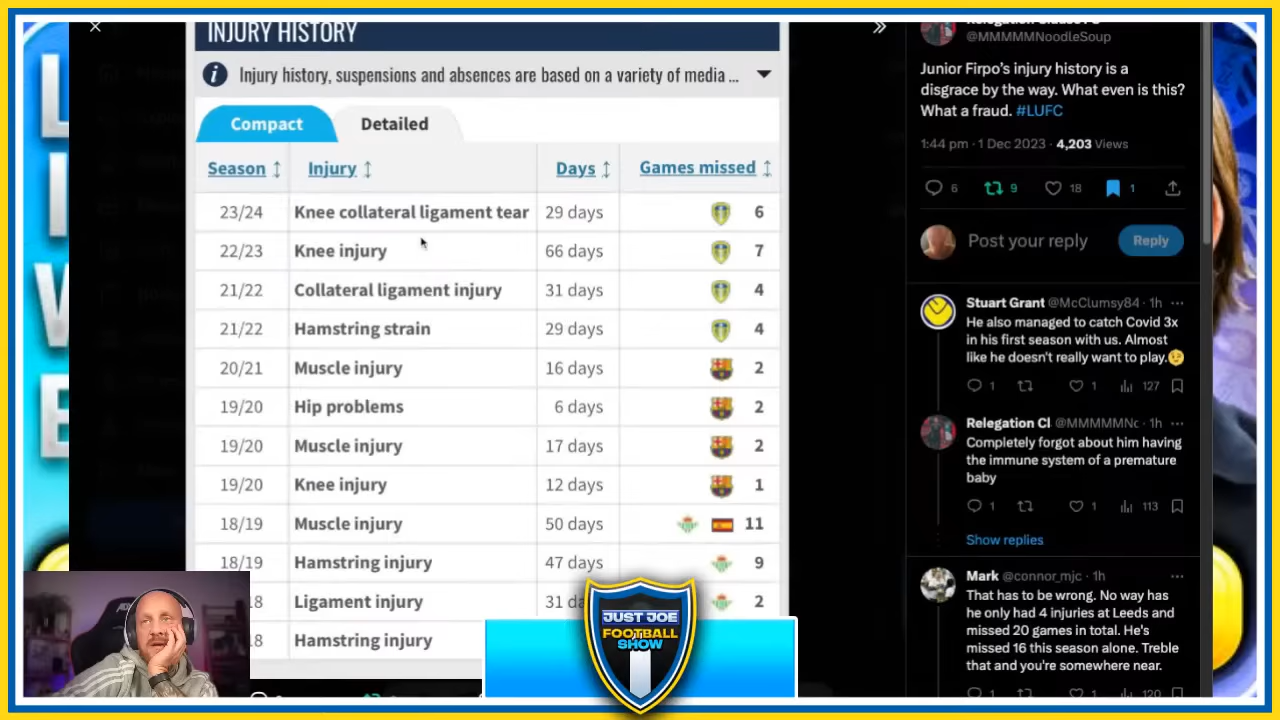 INJURY HISTORY
Injury history, suspensions and absences are based on a variety of media ...
Compact Detailed
Season Injury Days Games missed
23/24 Knee collateral ligament tear 29 days 6
22/23 Knee injury 66 days 7
21/22 Collateral ligament injury 31 days 4
21/22 Hamstring strain 29 days 4
20/21 Muscle injury 16 days 2
19/20 Hip problems 6 days 2
19/20 Muscle injury 17 days 2
19/20 Knee injury 12 days 1
18/19 Muscle injury 50 days 11
18/19 Hamstring injury 47 days 9
18 Ligament injury 31 da 2
18 Hamstring injury
JUST JOE
FOOTBALL
SHOW
@MMMMMNoodleSoup
Junior Firpo's injury history is a
disgrace by the way. What even is this?
What a fraud. #LUFC
1:44 pm · 1 Dec 2023 · 4,203 Views
6 9 18 1
Post your reply Reply
Stuart Grant @McClumsy84 · 1h ···
He also managed to catch Covid 3x
in his first season with us. Almost
like he doesn't really want to play.
1 1 127
Relegation Cl @MMMMMNc · 1h ···
Completely forgot about him having
the immune system of a premature
baby
1 1 113
Show replies
Mark @connor_mjc · 1h ···
That has to be wrong. No way has
he only had 4 injuries at Leeds and
missed 20 games in total. He's
missed 16 this season alone. Treble
that and you're somewhere near.
1 1 120